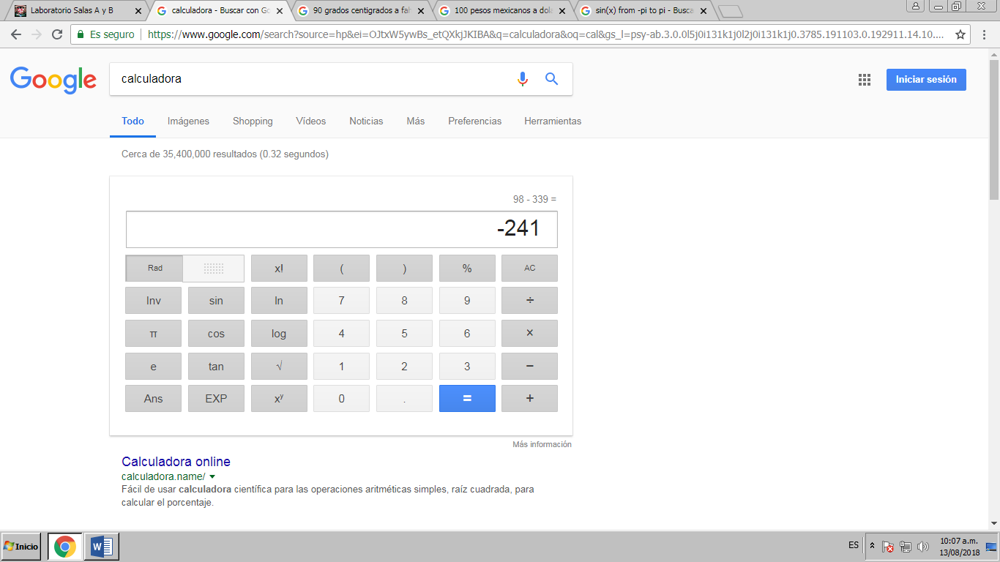 Laboratorio Salas A y B
calculadora - Buscar con Go
90 grados centigrados a fah
100 pesos mexicanos a dola
sin(x) from -pi to pi - Busca
Es seguro https://www.google.com/search?source=hp&ei=OJtxW5ywBs_etQXkjJKIBA&q=calculadora&oq=cal&gs_l=psy-ab.3.0.0l5j0i131k1j0l2j0i131k1j0.3785.191103.0.192911.14.10....
Google
calculadora
Iniciar sesión
Todo Imágenes Shopping Vídeos Noticias Más Preferencias Herramientas
Cerca de 35,400,000 resultados (0.32 segundos)
98 - 339 =
-241
Rad x! ( ) % AC
Inv sin ln 7 8 9 ÷
π cos log 4 5 6 ×
e tan √ 1 2 3 −
Ans EXP xʸ 0 . = +
Más información
Calculadora online
calculadora.name/
Fácil de usar calculadora científica para las operaciones aritméticas simples, raíz cuadrada, para
calcular el porcentaje.
Inicio
W
ES
10:07 a.m.
13/08/2018